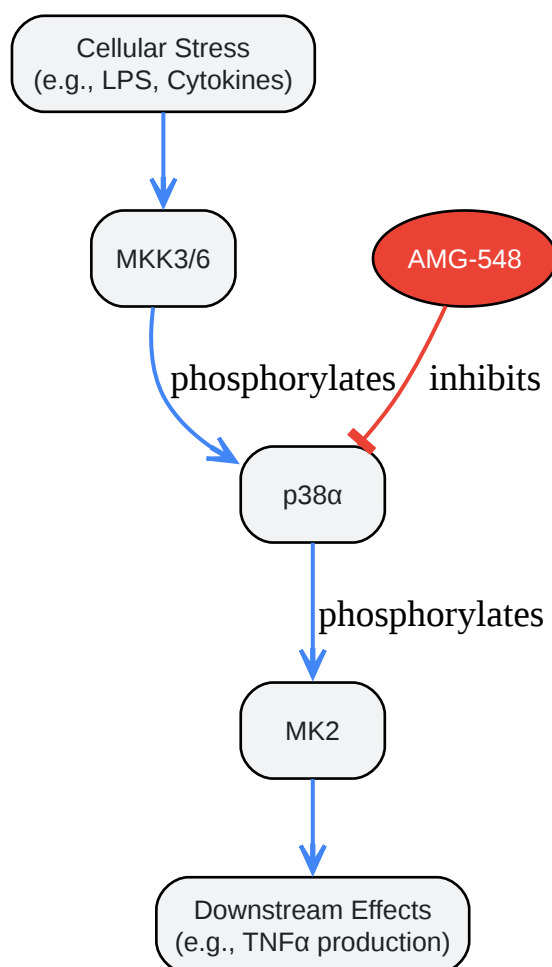 Cellular Stress
(e.g., LPS, Cytokines)
MKK3/6
AMG-548
phosphorylates
inhibits
p38α
phosphorylates
MK2
Downstream Effects
(e.g., TNFα production)